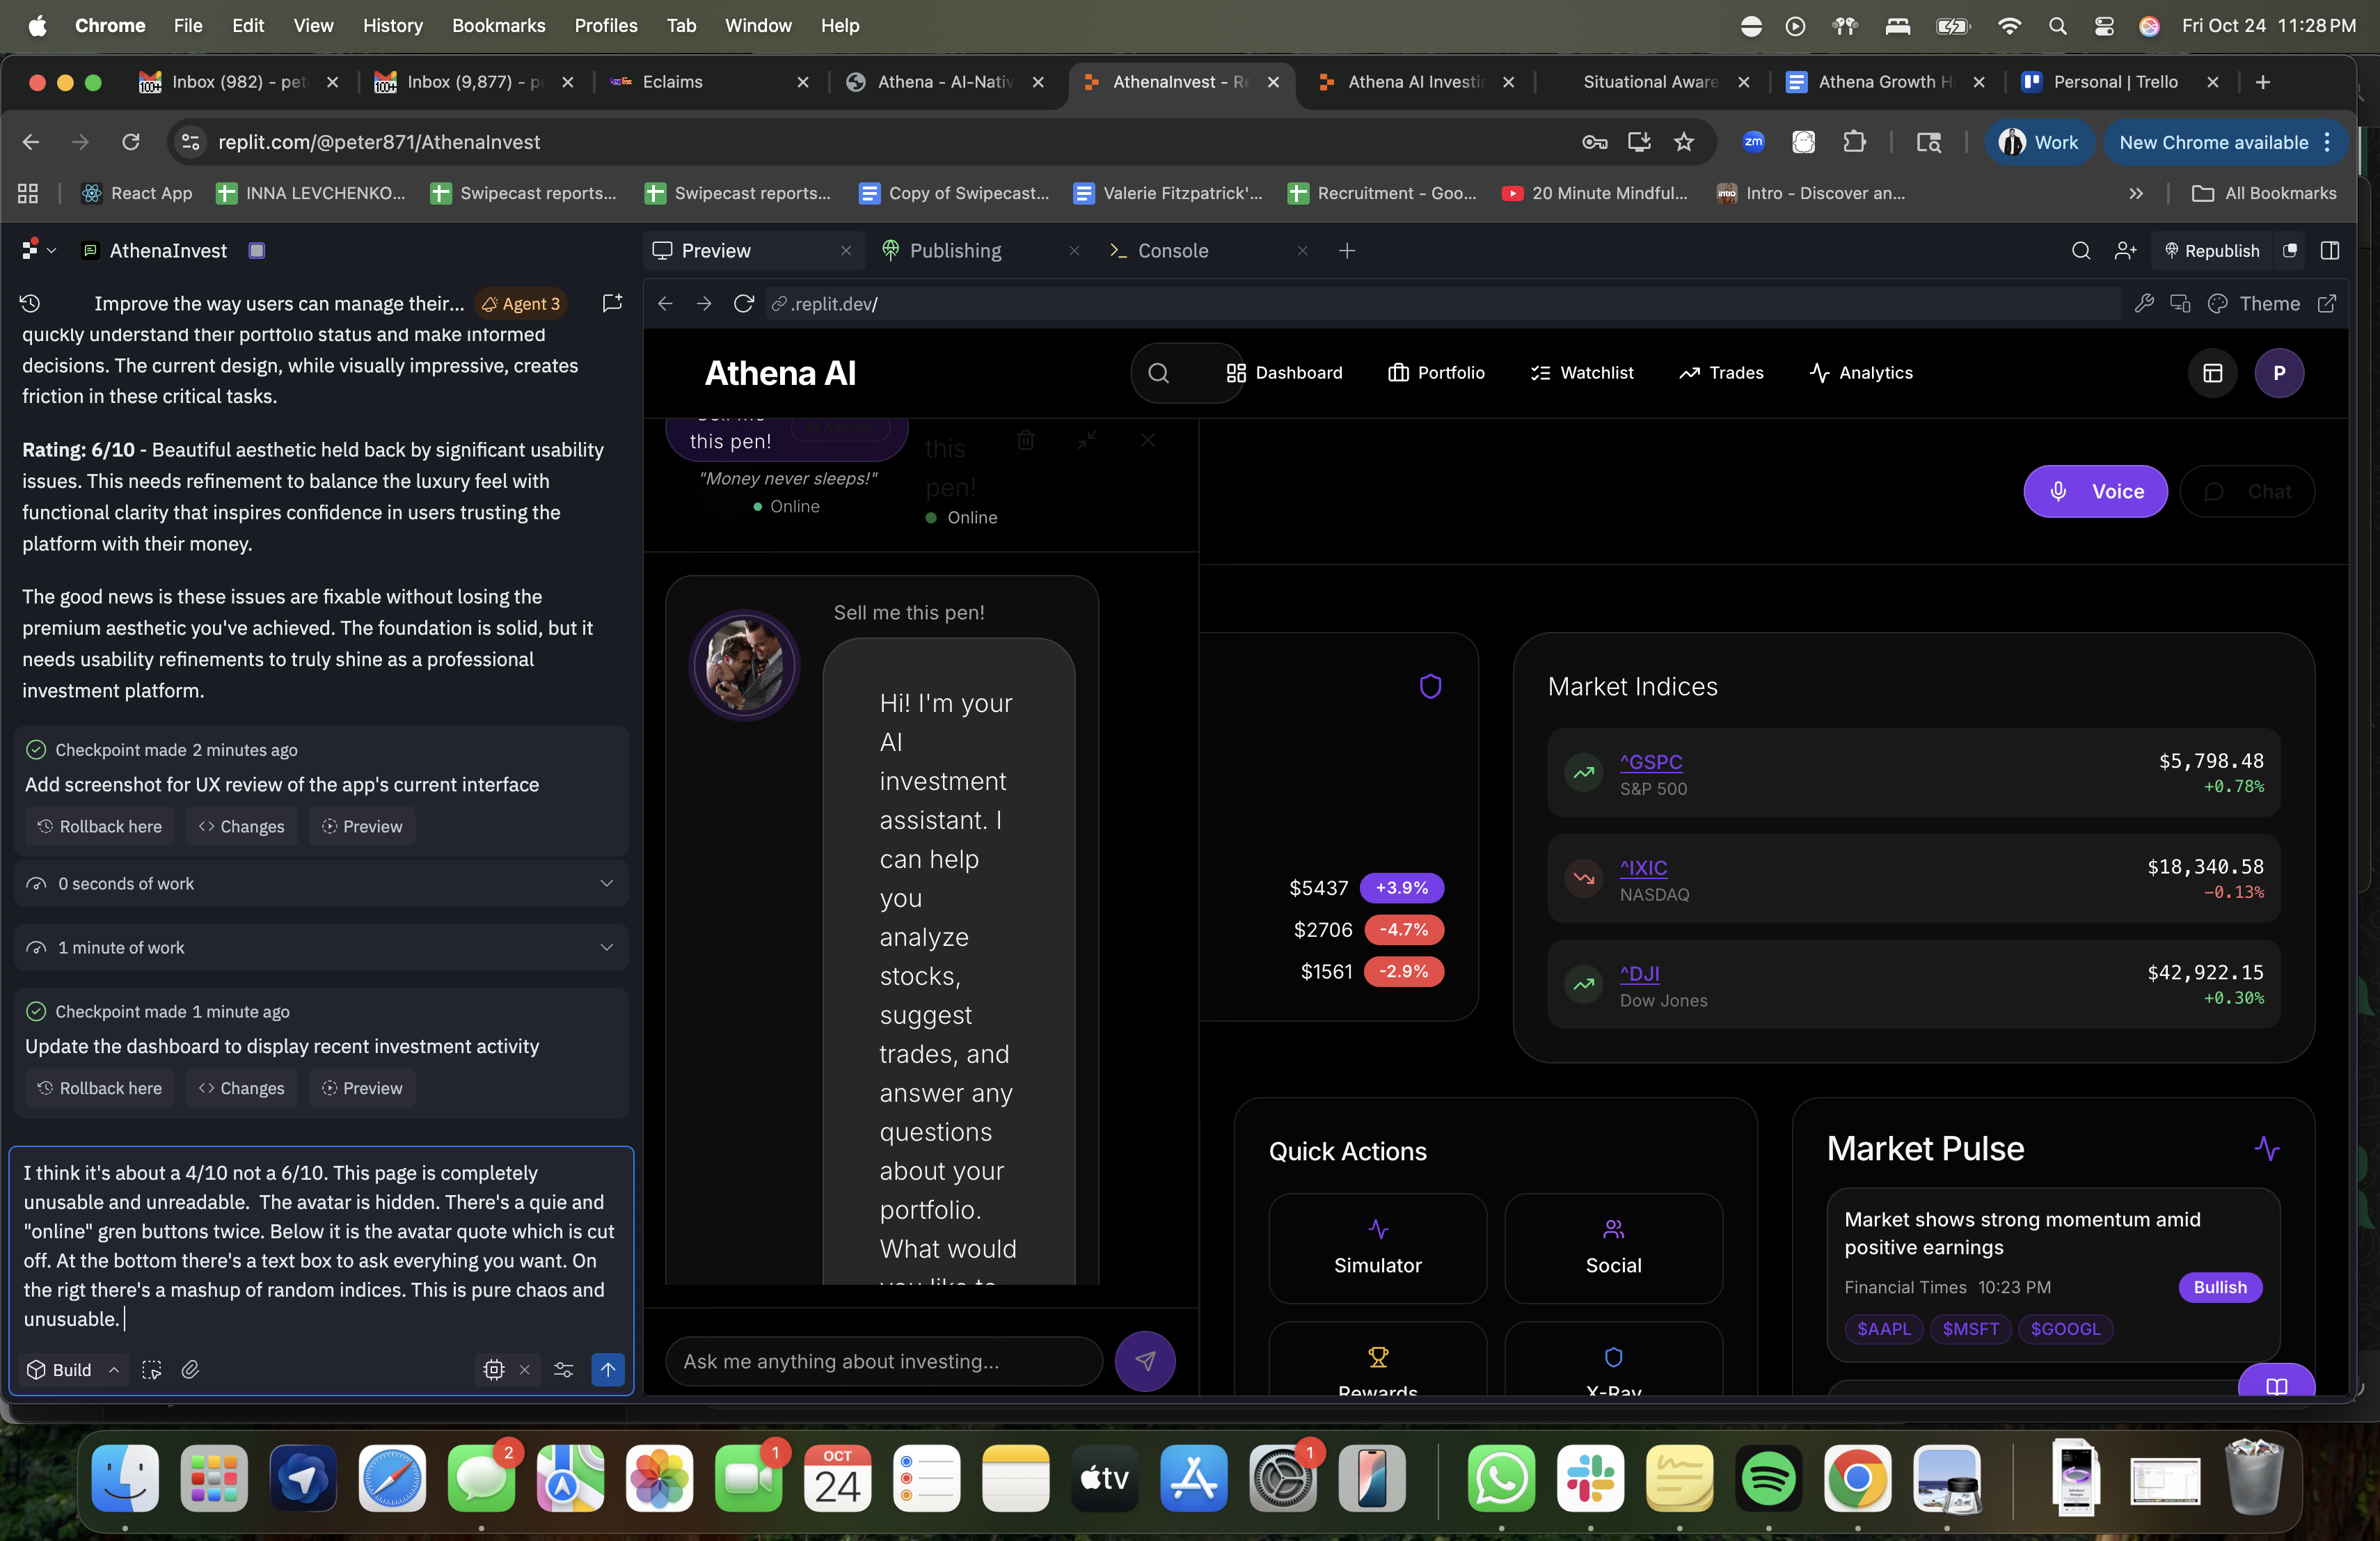 Chrome File Edit View History Bookmarks Profiles Tab Window Help
Fri Oct 24 11:28 PM
Inbox (982) - pet
Inbox (9,877) - p
Eclaims
Athena - AI-Nativ
AthenaInvest - Re
Athena AI Investi
Situational Aware
Athena Growth H
Personal | Trello
replit.com/@peter871/AthenaInvest
zm
Work
New Chrome available
React App
INNA LEVCHENKO...
Swipecast reports...
Swipecast reports...
Copy of Swipecast...
Valerie Fitzpatrick'...
Recruitment - Goo...
20 Minute Mindful...
Intro - Discover an...
All Bookmarks
AthenaInvest
Preview
Publishing
Console
Republish
Improve the way users can manage their...
Agent 3
quickly understand their portfolio status and make informed
decisions. The current design, while visually impressive, creates
friction in these critical tasks.
Rating: 6/10 - Beautiful aesthetic held back by significant usability
issues. This needs refinement to balance the luxury feel with
functional clarity that inspires confidence in users trusting the
platform with their money.
The good news is these issues are fixable without losing the
premium aesthetic you've achieved. The foundation is solid, but it
needs usability refinements to truly shine as a professional
investment platform.
Checkpoint made 2 minutes ago
Add screenshot for UX review of the app's current interface
Rollback here
Changes
Preview
0 seconds of work
1 minute of work
Checkpoint made 1 minute ago
Update the dashboard to display recent investment activity
Rollback here
Changes
Preview
I think it's about a 4/10 not a 6/10. This page is completely
unusable and unreadable.  The avatar is hidden. There's a quie and
"online" gren buttons twice. Below it is the avatar quote which is cut
off. At the bottom there's a text box to ask everyhing you want. On
the rigt there's a mashup of random indices. This is pure chaos and
unusuable.
Build
.replit.dev/
Theme
Athena AI
Dashboard
Portfolio
Watchlist
Trades
Analytics
P
Sell me
this pen!
AI Advisor
this
pen!
"Money never sleeps!"
Online
Online
Voice
Chat
Sell me this pen!
Hi! I'm your
AI
investment
assistant. I
can help
you
analyze
stocks,
suggest
trades, and
answer any
questions
about your
portfolio.
What would
you like to
Ask me anything about investing...
$5437 +3.9%
$2706 -4.7%
$1561 -2.9%
Market Indices
^GSPC
S&P 500
$5,798.48
+0.78%
^IXIC
NASDAQ
$18,340.58
-0.13%
^DJI
Dow Jones
$42,922.15
+0.30%
Quick Actions
Simulator
Social
Rewards
X-Ray
Market Pulse
Market shows strong momentum amid
positive earnings
Financial Times 10:23 PM
Bullish
$AAPL
$MSFT
$GOOGL
2
1
OCT
24
tv
1